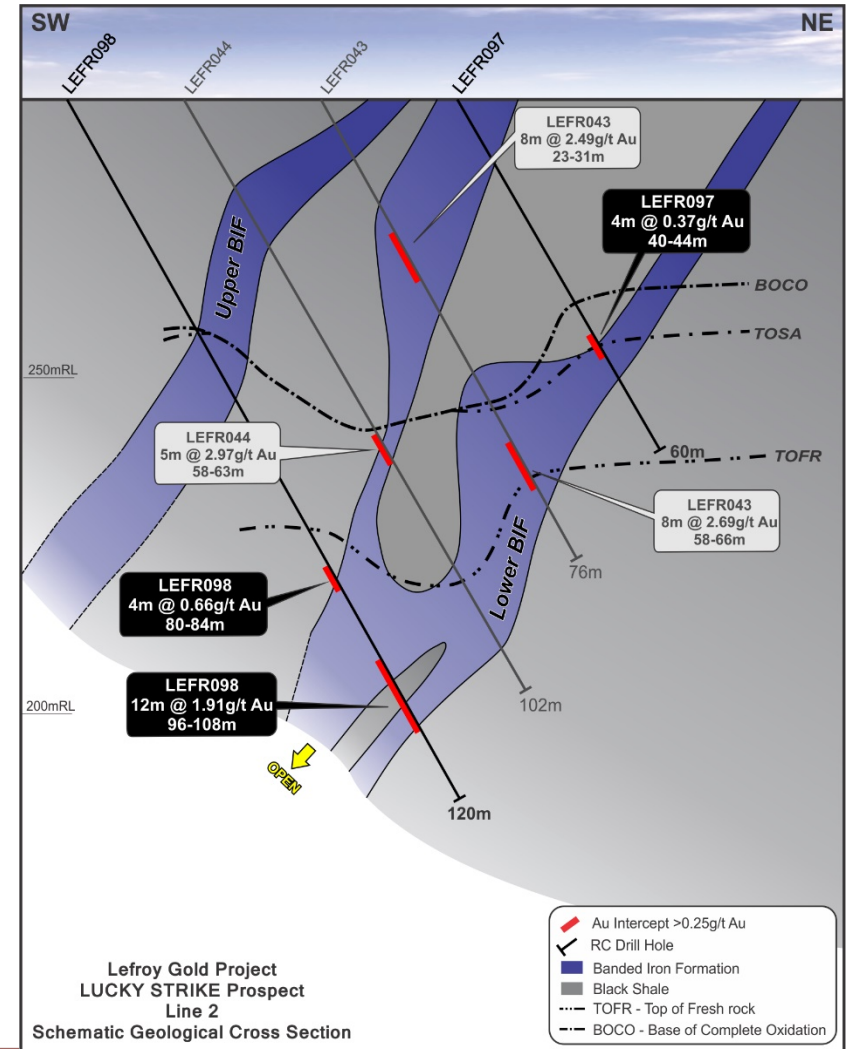 SW
NE
LEFR098
LEFR044
LEFR043
LEFR097
LEFR043
8m @ 2.49g/t Au
23-31m
LEFR097
4m @ 0.37g/t Au
40-44m
Upper BIF
BOCO
TOSA
250mRL
LEFR044
5m @ 2.97g/t Au
58-63m
60m
TOFR
LEFR043
8m @ 2.69g/t Au
58-66m
76m
Lower BIF
LEFR098
4m @ 0.66g/t Au
80-84m
LEFR098
12m @ 1.91g/t Au
96-108m
200mRL
102m
OPEN
120m
Au Intercept >0.25g/t Au
RC Drill Hole
Banded Iron Formation
Black Shale
TOFR - Top of Fresh rock
BOCO - Base of Complete Oxidation
Lefroy Gold Project
LUCKY STRIKE Prospect
Line 2
Schematic Geological Cross Section